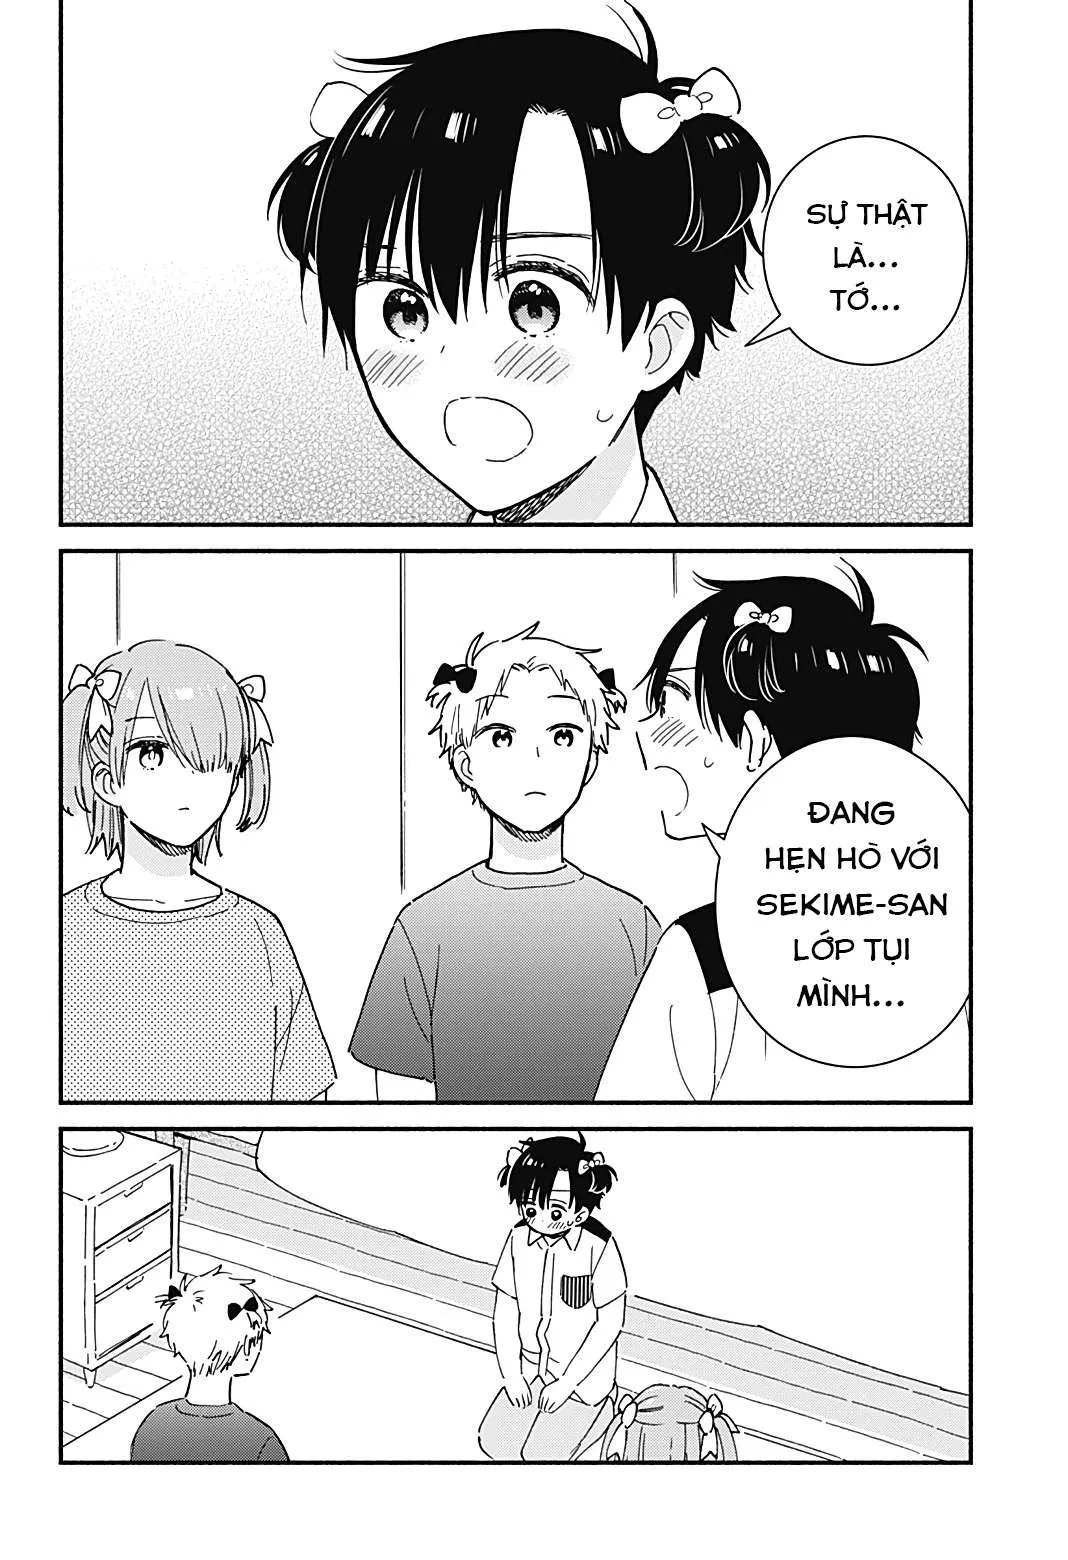 SỰ THẬT
LÀ...
TỚ...
ĐANG
HẸN HÒ VỚI
SEKIME-SAN
LỚP TỤI
MÌNH...